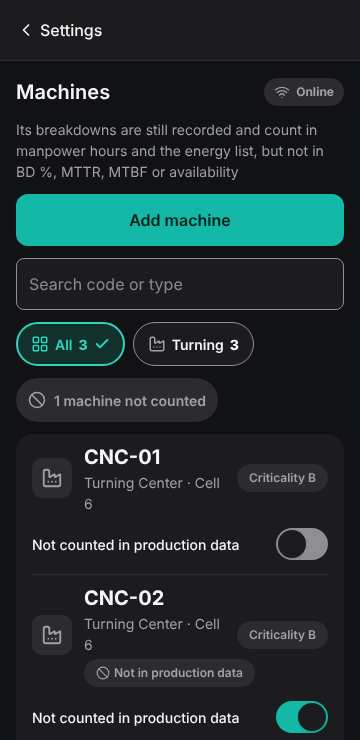 Settings
Machines
Online
Its breakdowns are still recorded and count in
manpower hours and the energy list, but not in
BD %, MTTR, MTBF or availability
Add machine
Search code or type
All 3
Turning 3
1 machine not counted
CNC-01
Turning Center · Cell
6
Criticality B
Not counted in production data
CNC-02
Turning Center · Cell
6
Criticality B
Not in production data
Not counted in production data